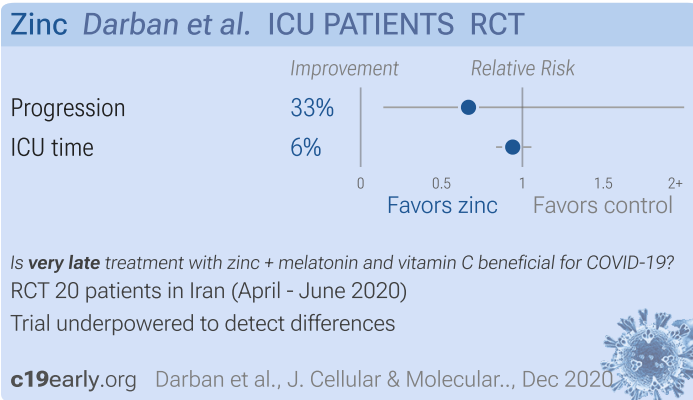 Zinc Darban et al. ICU PATIENTS RCT
Improvement Relative Risk
Progression 33%
ICU time 6%
0 0.5 1 1.5 2+
Favors zinc Favors control
Is very late treatment with zinc + melatonin and vitamin C beneficial for COVID-19?
RCT 20 patients in Iran (April - June 2020)
Trial underpowered to detect differences
c19early.org Darban et al., J. Cellular & Molecular.., Dec 2020